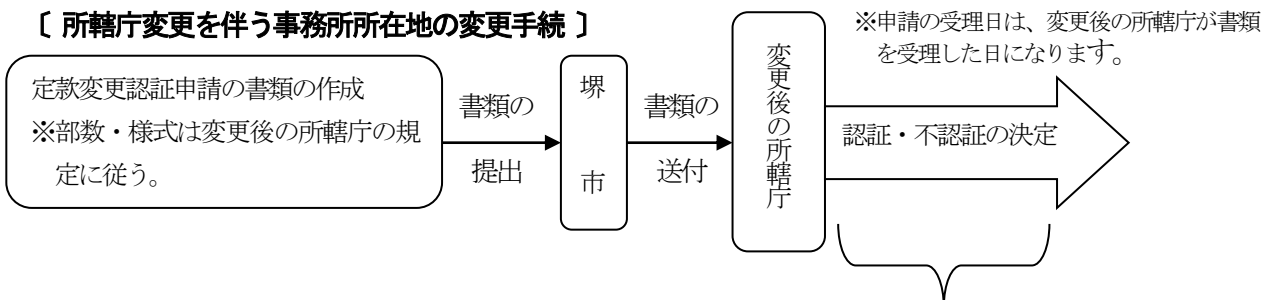 〔 所轄庁変更を伴う事務所所在地の変更手続 〕
※申請の受理日は、変更後の所轄庁が書類
を受理した日になります。
定款変更認証申請の書類の作成
※部数・様式は変更後の所轄庁の規
定に従う。
書類の
提出
堺
市
書類の
送付
変更後の所轄庁
認証・不認証の決定